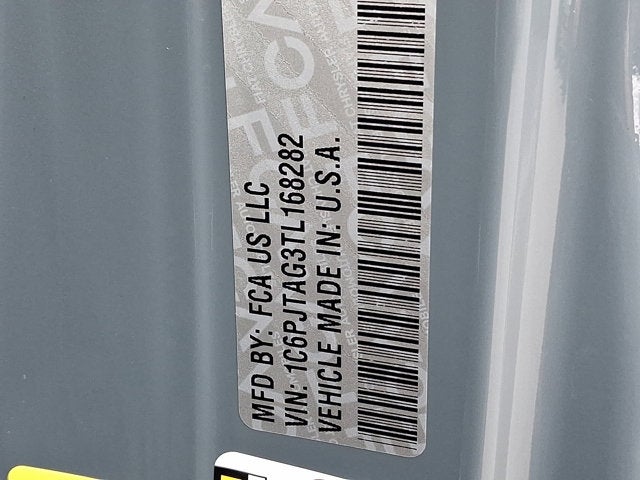 MFD BY: FCA US LLC
VIN: 1C6PJTAG3TL168282
VEHICLE MADE IN: U.S.A.